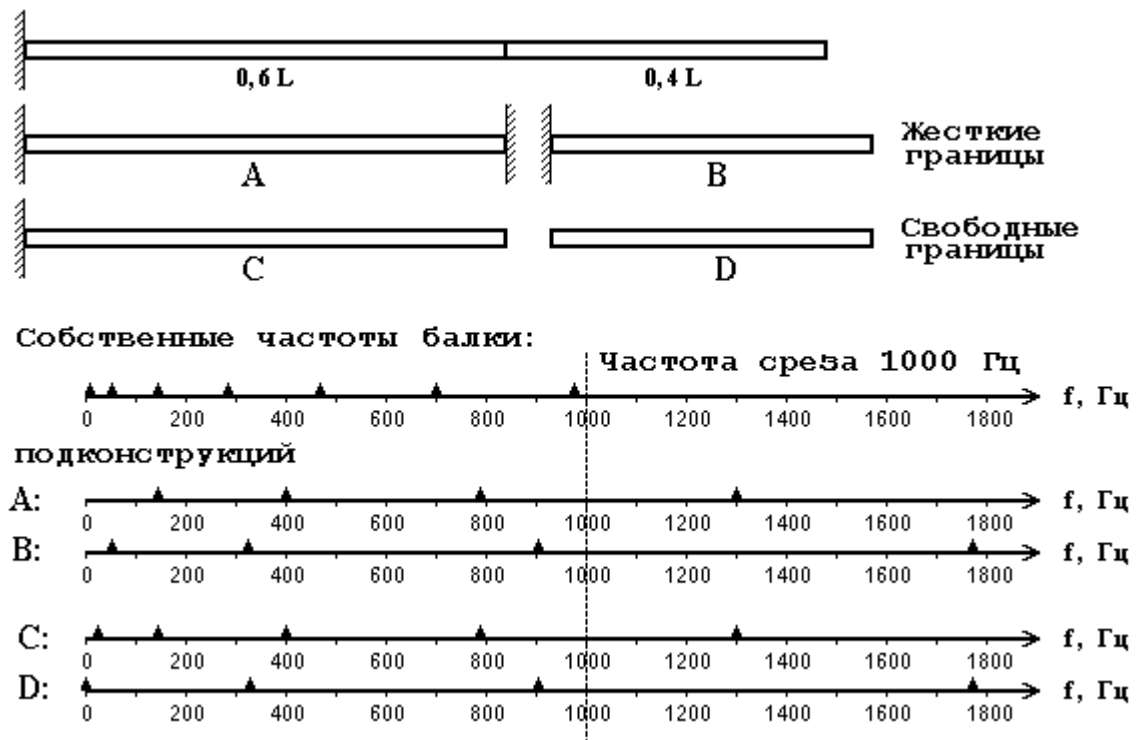 0,6 L 0,4 L
Жесткие
границы
A B
Свободные
границы
C D
Собственные частоты балки:
Частота среза 1000 Гц
f, Гц
0 200 400 600 800 1000 1200 1400 1600 1800
подконструкций
A:
f, Гц
0 200 400 600 800 1000 1200 1400 1600 1800
B:
f, Гц
0 200 400 600 800 1000 1200 1400 1600 1800
C:
f, Гц
0 200 400 600 800 1000 1200 1400 1600 1800
D:
f, Гц
0 200 400 600 800 1000 1200 1400 1600 1800